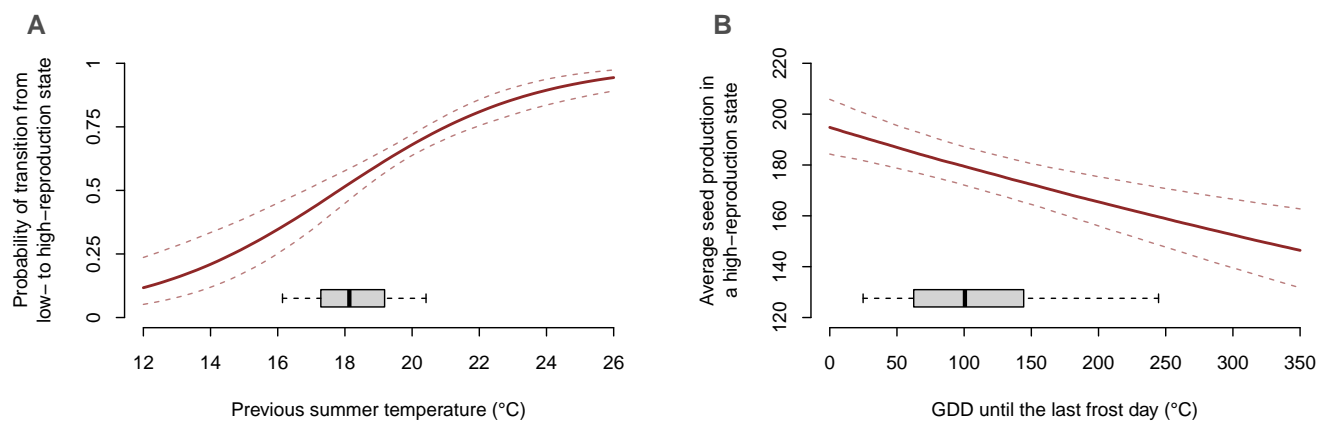 A
Probability of transition from
low− to high−reproduction state
0 0.25 0.5 0.75 1
12 14 16 18 20 22 24 26
Previous summer temperature (°C)
B
Average seed production in
a high−reproduction state
120 140 160 180 200 220
0 50 100 150 200 250 300 350
GDD until the last frost day (°C)